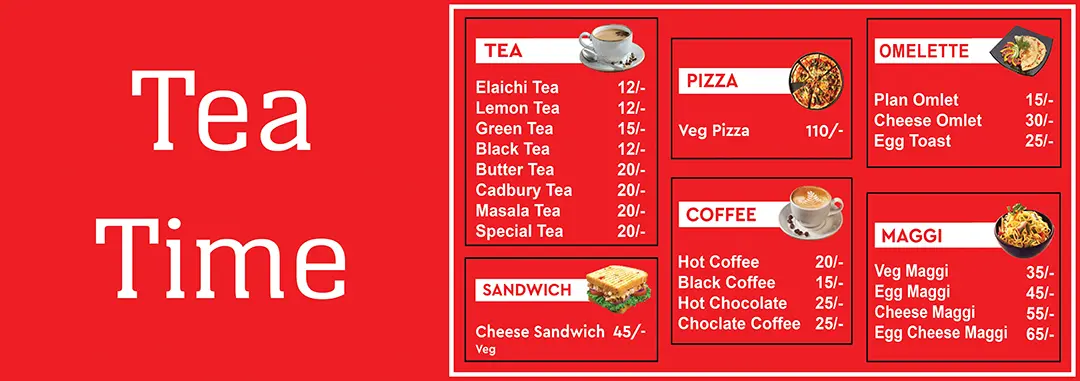 Tea
Time
TEA
Elaichi Tea 12/-
Lemon Tea 12/-
Green Tea 15/-
Black Tea 12/-
Butter Tea 20/-
Cadbury Tea 20/-
Masala Tea 20/-
Special Tea 20/-
SANDWICH
Cheese Sandwich 45/-
Veg
PIZZA
Veg Pizza 110/-
COFFEE
Hot Coffee 20/-
Black Coffee 15/-
Hot Chocolate 25/-
Choclate Coffee 25/-
OMELETTE
Plan Omlet 15/-
Cheese Omlet 30/-
Egg Toast 25/-
MAGGI
Veg Maggi 35/-
Egg Maggi 45/-
Cheese Maggi 55/-
Egg Cheese Maggi 65/-